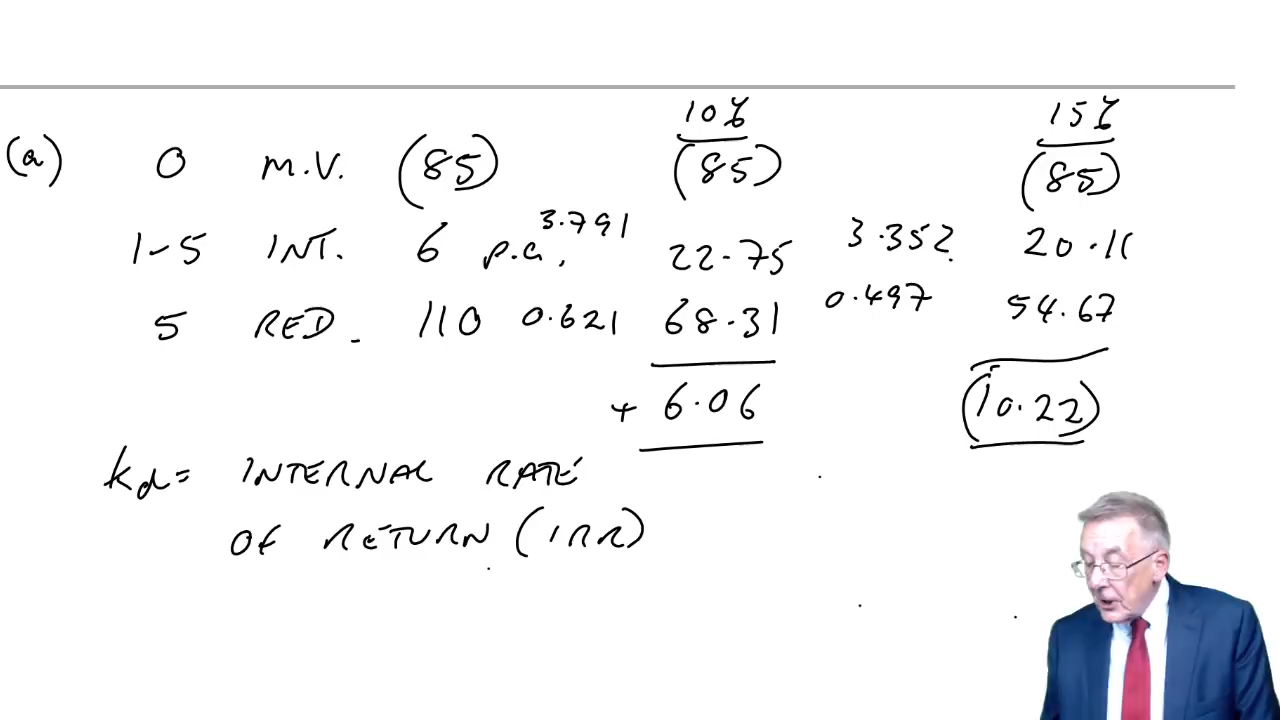 10% 15%
(a) 0 M.V. (85) (85) (85)
1-5 INT. 6 p.a. 3.791 22.75 3.352 20.11
5 RED. 110 0.621 68.31 0.497 54.67
+ 6.06 (10.22)
kd = INTERNAL RATE
OF RETURN (IRR)